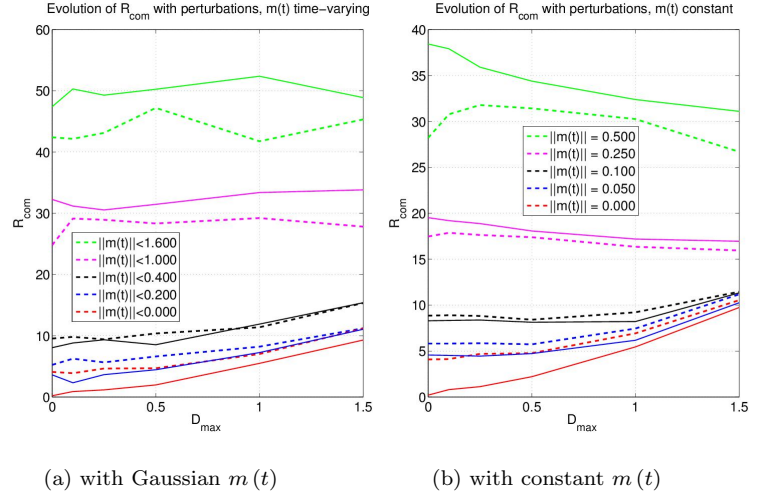 Evolution of R_com with perturbations, m(t) time−varying
60
50
40
30
20
10
0
R_com
||m(t)||<1.600
||m(t)||<1.000
||m(t)||<0.400
||m(t)||<0.200
||m(t)||<0.000
0
0.5
1
1.5
D_max
(a) with Gaussian m (t)
Evolution of R_com with perturbations, m(t) constant
40
35
30
25
20
15
10
5
0
R_com
||m(t)|| = 0.500
||m(t)|| = 0.250
||m(t)|| = 0.100
||m(t)|| = 0.050
||m(t)|| = 0.000
0
0.5
1
1.5
D_max
(b) with constant m (t)